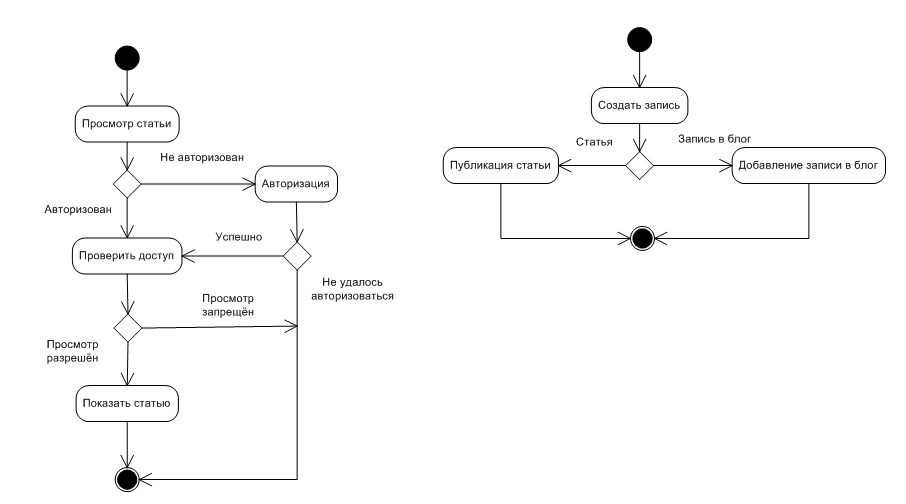 Просмотр статьи
Не авторизован
Авторизация
Авторизован
Успешно
Проверить доступ
Не удалось
авторизоваться
Просмотр
запрещён
Просмотр
разрешён
Показать статью
Создать запись
Статья
Запись в блог
Публикация статьи
Добавление записи в блог